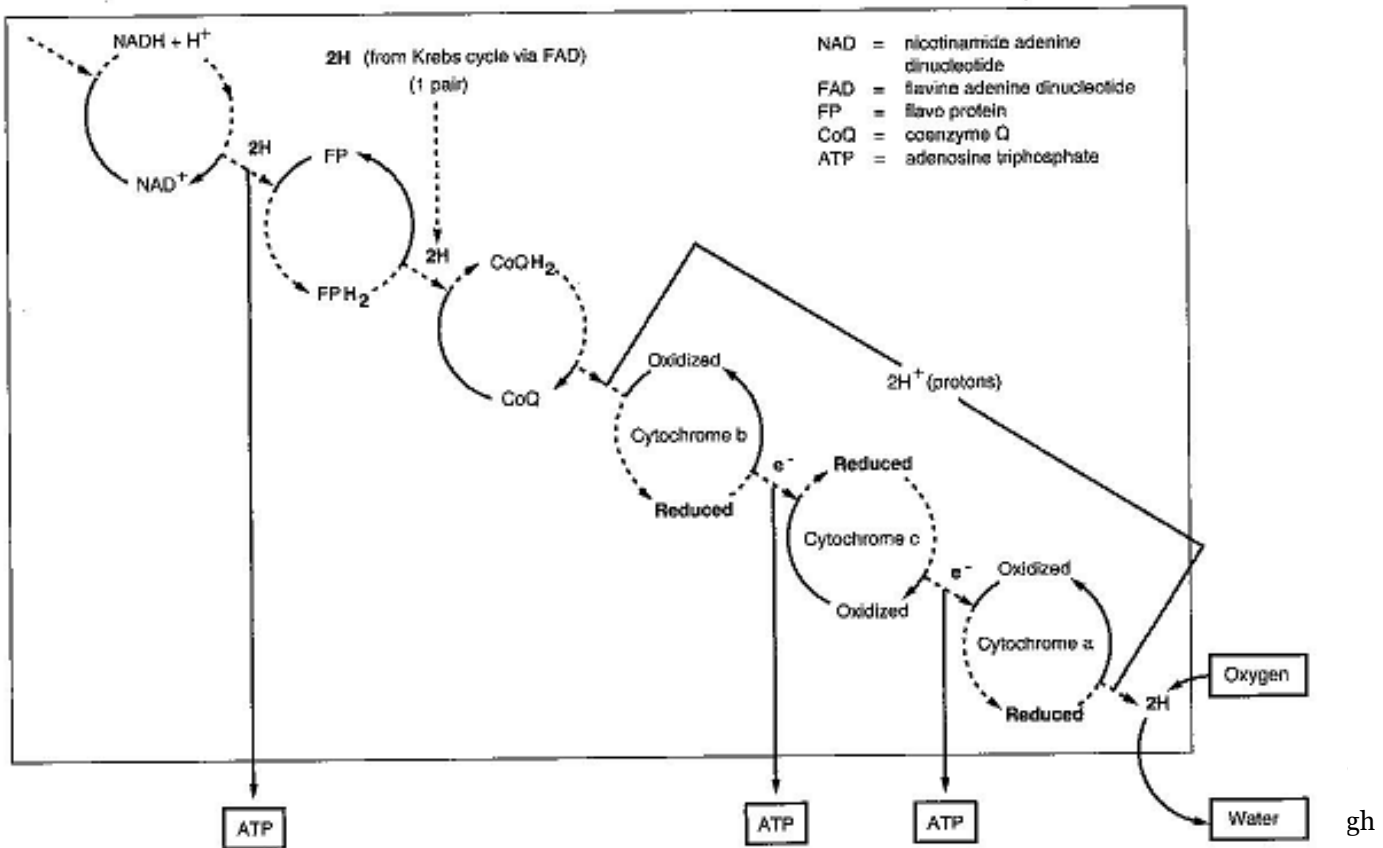 NADH + H+
2H (from Krebs cycle via FAD)
(1 pair)
NAD = nicotinamide adenine
dinucleotide
FAD = flavine adenine dinucleotide
FP = flavo protein
CoQ = coenzyme Q
ATP = adenosine triphosphate
2H
FP
NAD+
2H
CoQH2
FPH2
Oxidized
2H+ (protons)
CoQ
Cytochrome b
e-
Reduced
Reduced
Cytochrome c
e-
Oxidized
Oxidized
Cytochrome a
Oxygen
2H
Reduced
ATP
ATP
ATP
Water
gh